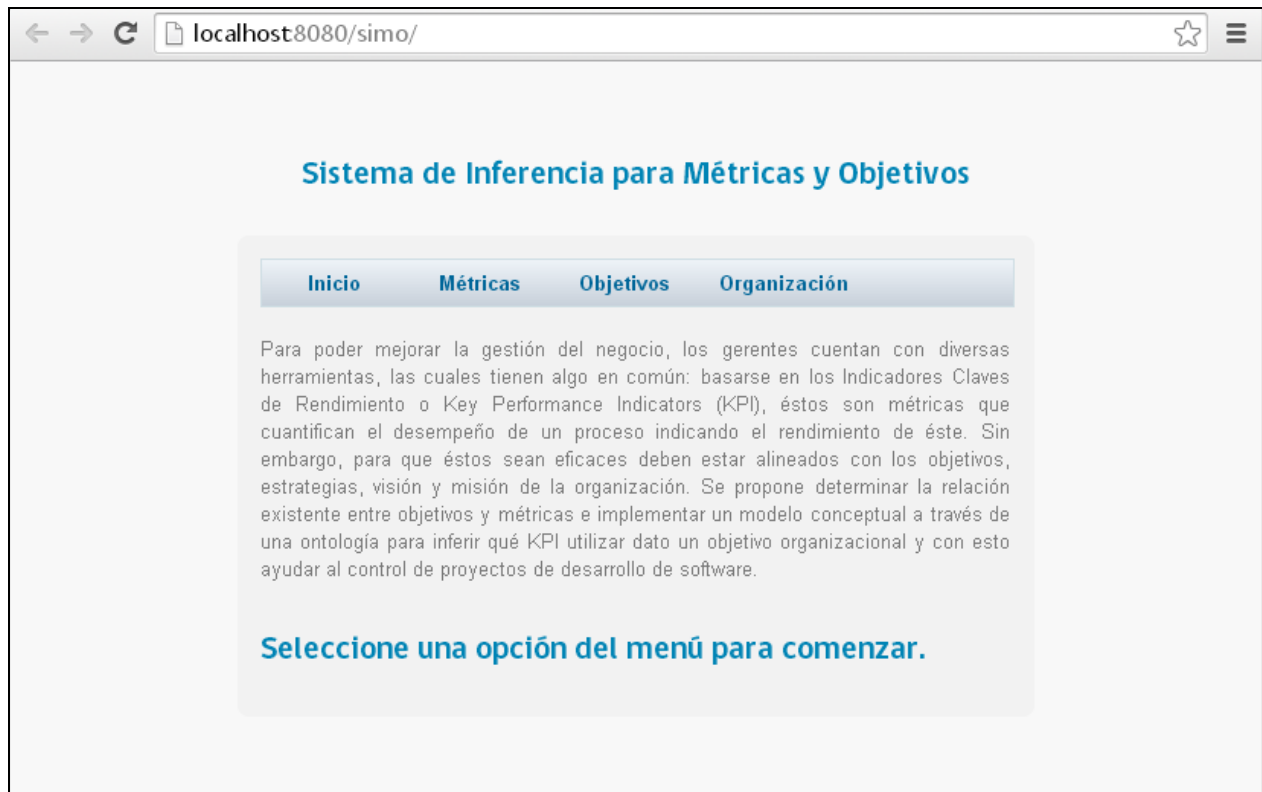 localhost:8080/simo/
Sistema de Inferencia para Métricas y Objetivos
Inicio Métricas Objetivos Organización
Para poder mejorar la gestión del negocio, los gerentes cuentan con diversas
herramientas, las cuales tienen algo en común: basarse en los Indicadores Claves
de Rendimiento o Key Performance Indicators (KPI), éstos son métricas que
cuantifican el desempeño de un proceso indicando el rendimiento de éste. Sin
embargo, para que éstos sean eficaces deben estar alineados con los objetivos,
estrategias, visión y misión de la organización. Se propone determinar la relación
existente entre objetivos y métricas e implementar un modelo conceptual a través de
una ontología para inferir qué KPI utilizar dato un objetivo organizacional y con esto
ayudar al control de proyectos de desarrollo de software.
Seleccione una opción del menú para comenzar.